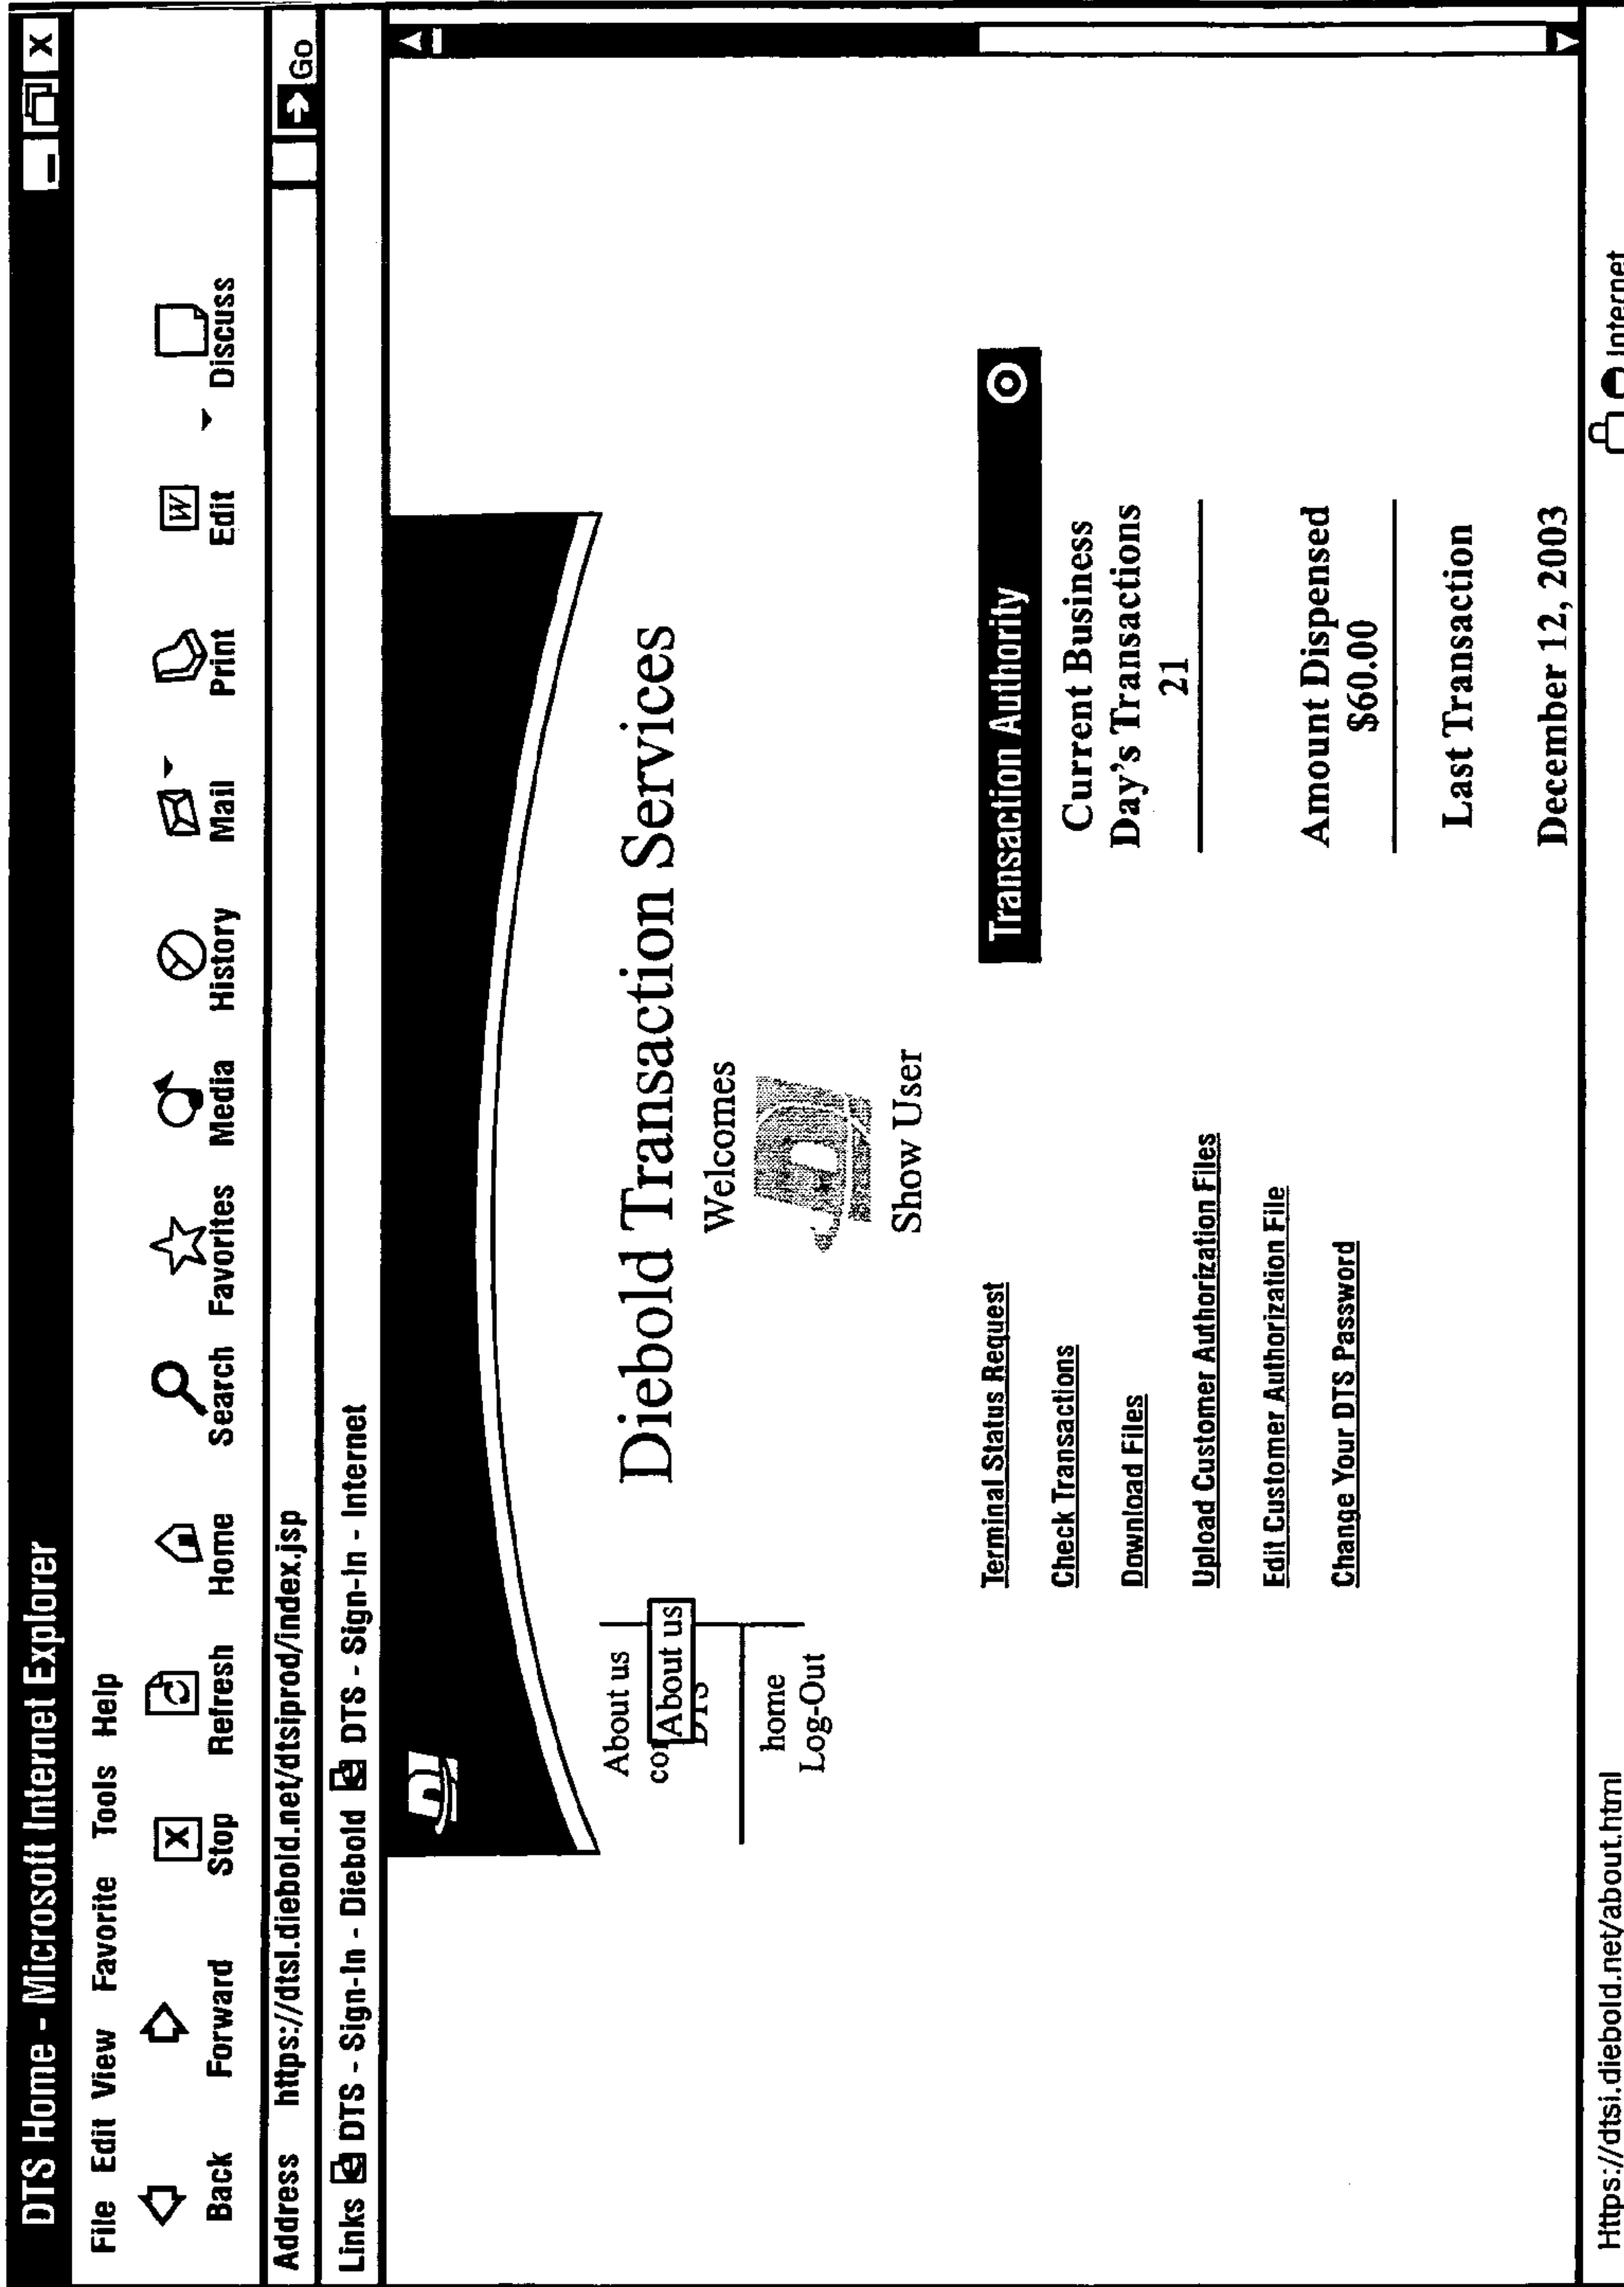 DTS Home - Microsoft Internet Explorer
File Edit View Favorite Tools Help
Back Forward Stop Refresh Home Search Favorites Media History Mail Print Edit Discuss
Address https://dtsl.diebold.net/dtsiprod/index.jsp Go
Links DTS - Sign-In - Diebold DTS - Sign-In - Internet
Diebold Transaction Services
Welcomes
Show User
About us
About us
home
Log-Out
Terminal Status Request
Check Transactions
Download Files
Upload Customer Authorization Files
Edit Customer Authorization File
Change Your DTS Password
Transaction Authority
Current Business
Day's Transactions
21
Amount Dispensed
$60.00
Last Transaction
December 12, 2003
Https://dtsi.diebold.net/about.html Internet